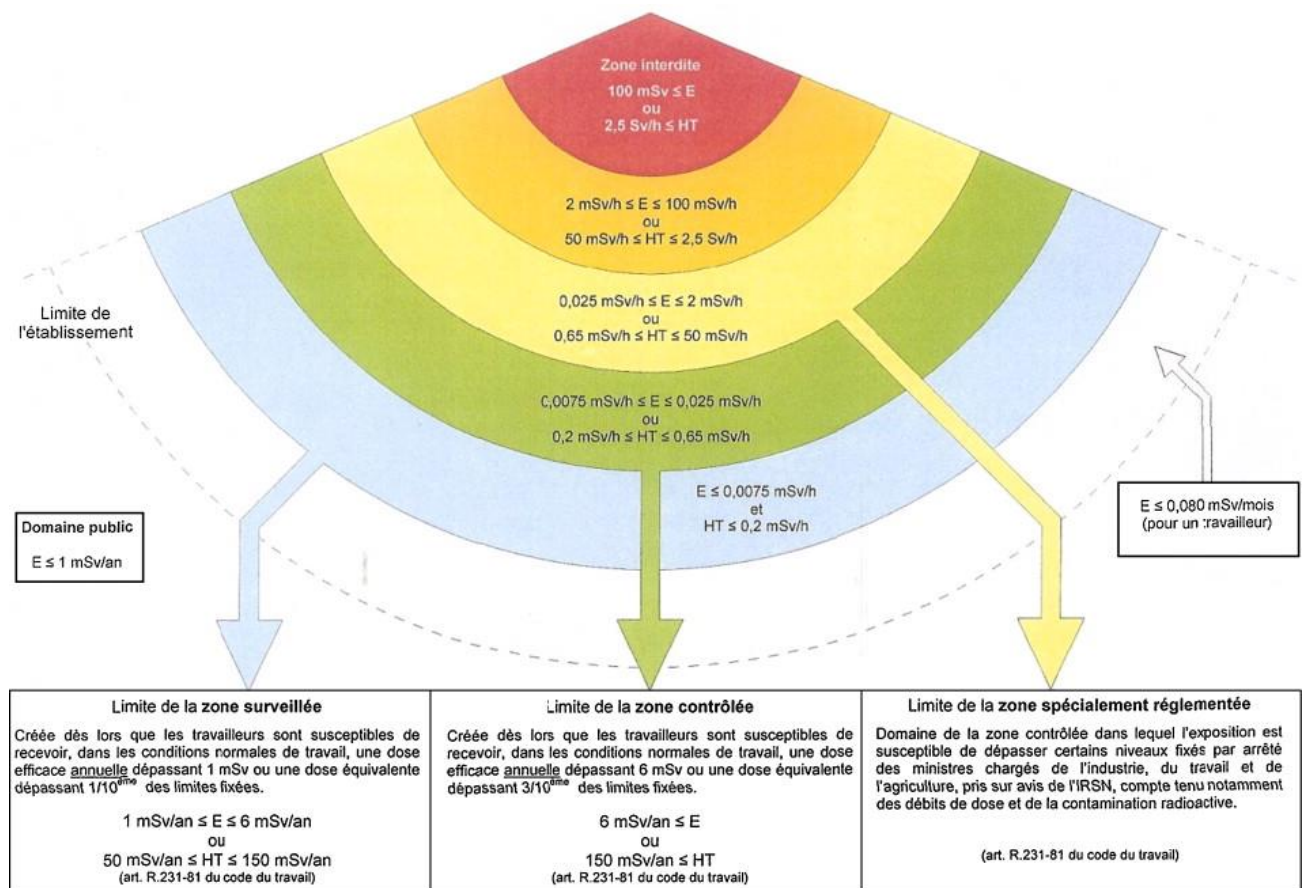 Zone interdite
100 mSv ≤ E
ou
2,5 Sv/h ≤ HT
2 mSv/h ≤ E ≤ 100 mSv/h
ou
50 mSv/h ≤ HT ≤ 2,5 Sv/h
0,025 mSv/h ≤ E ≤ 2 mSv/h
ou
0,65 mSv/h ≤ HT ≤ 50 mSv/h
0,0075 mSv/h ≤ E ≤ 0,025 mSv/h
ou
0,2 mSv/h ≤ HT ≤ 0,65 mSv/h
E ≤ 0,0075 mSv/h
et
HT ≤ 0,2 mSv/h
Limite de
l'établissement
Domaine public
E ≤ 1 mSv/an
E ≤ 0,080 mSv/mois
(pour un travailleur)
Limite de la zone surveillée
Créée dès lors que les travailleurs sont susceptibles de
recevoir, dans les conditions normales de travail, une dose
efficace annuelle dépassant 1 mSv ou une dose équivalente
dépassant 1/10ème des limites fixées.
1 mSv/an ≤ E ≤ 6 mSv/an
ou
50 mSv/an ≤ HT ≤ 150 mSv/an
(art. R.231-81 du code du travail)
Limite de la zone contrôlée
Créée dès lors que les travailleurs sont susceptibles de
recevoir, dans les conditions normales de travail, une dose
efficace annuelle dépassant 6 mSv ou une dose équivalente
dépassant 3/10ème des limites fixées.
6 mSv/an ≤ E
ou
150 mSv/an ≤ HT
(art. R.231-81 du code du travail)
Limite de la zone spécialement réglementée
Domaine de la zone contrôlée dans lequel l'exposition est
susceptible de dépasser certains niveaux fixés par arrêté
des ministres chargés de l'industrie, du travail et de
l'agriculture, pris sur avis de l'IRSN, compte tenu notamment
des débits de dose et de la contamination radioactive.
(art. R.231-81 du code du travail)